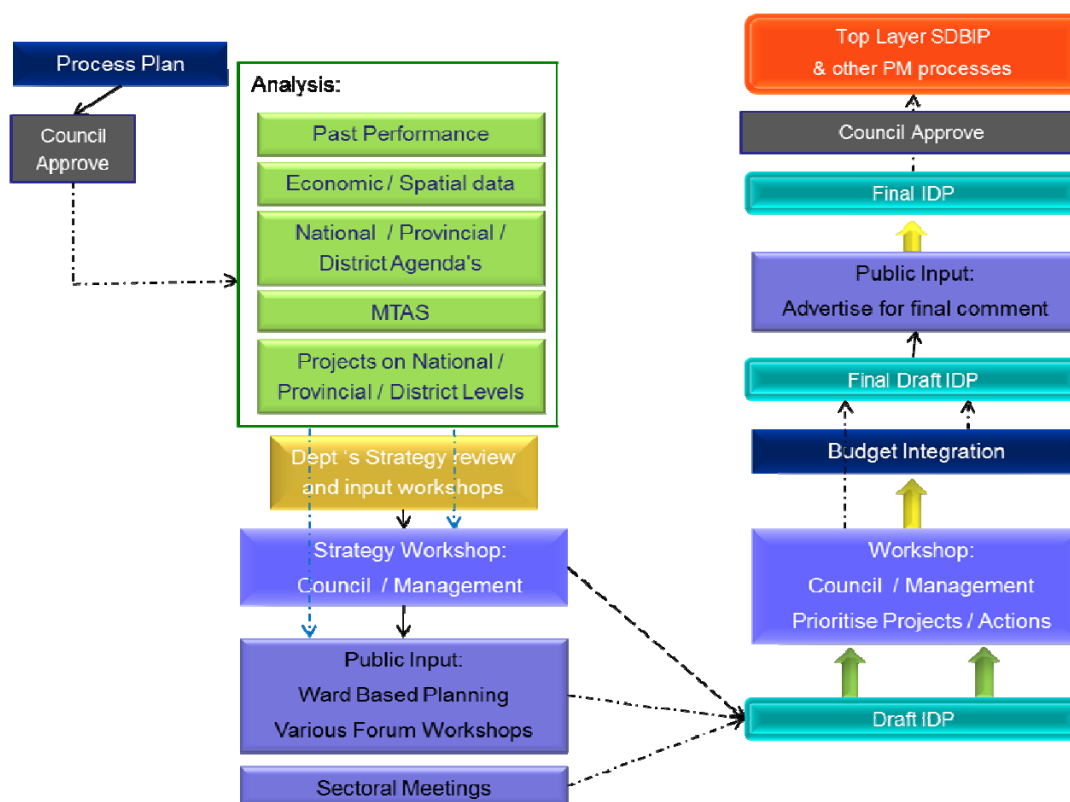 Process Plan
Council
Approve
Analysis:
Past Performance
Economic / Spatial data
National / Provincial /
District Agenda's
MTAS
Projects on National /
Provincial / District Levels
Dept ‘s Strategy review
and input workshops
Strategy Workshop:
Council / Management
Public Input:
Ward Based Planning
Various Forum Workshops
Sectoral Meetings
Top Layer SDBIP
& other PM processes
Council Approve
Final IDP
Public Input:
Advertise for final comment
Final Draft IDP
Budget Integration
Workshop:
Council / Management
Prioritise Projects / Actions
Draft IDP